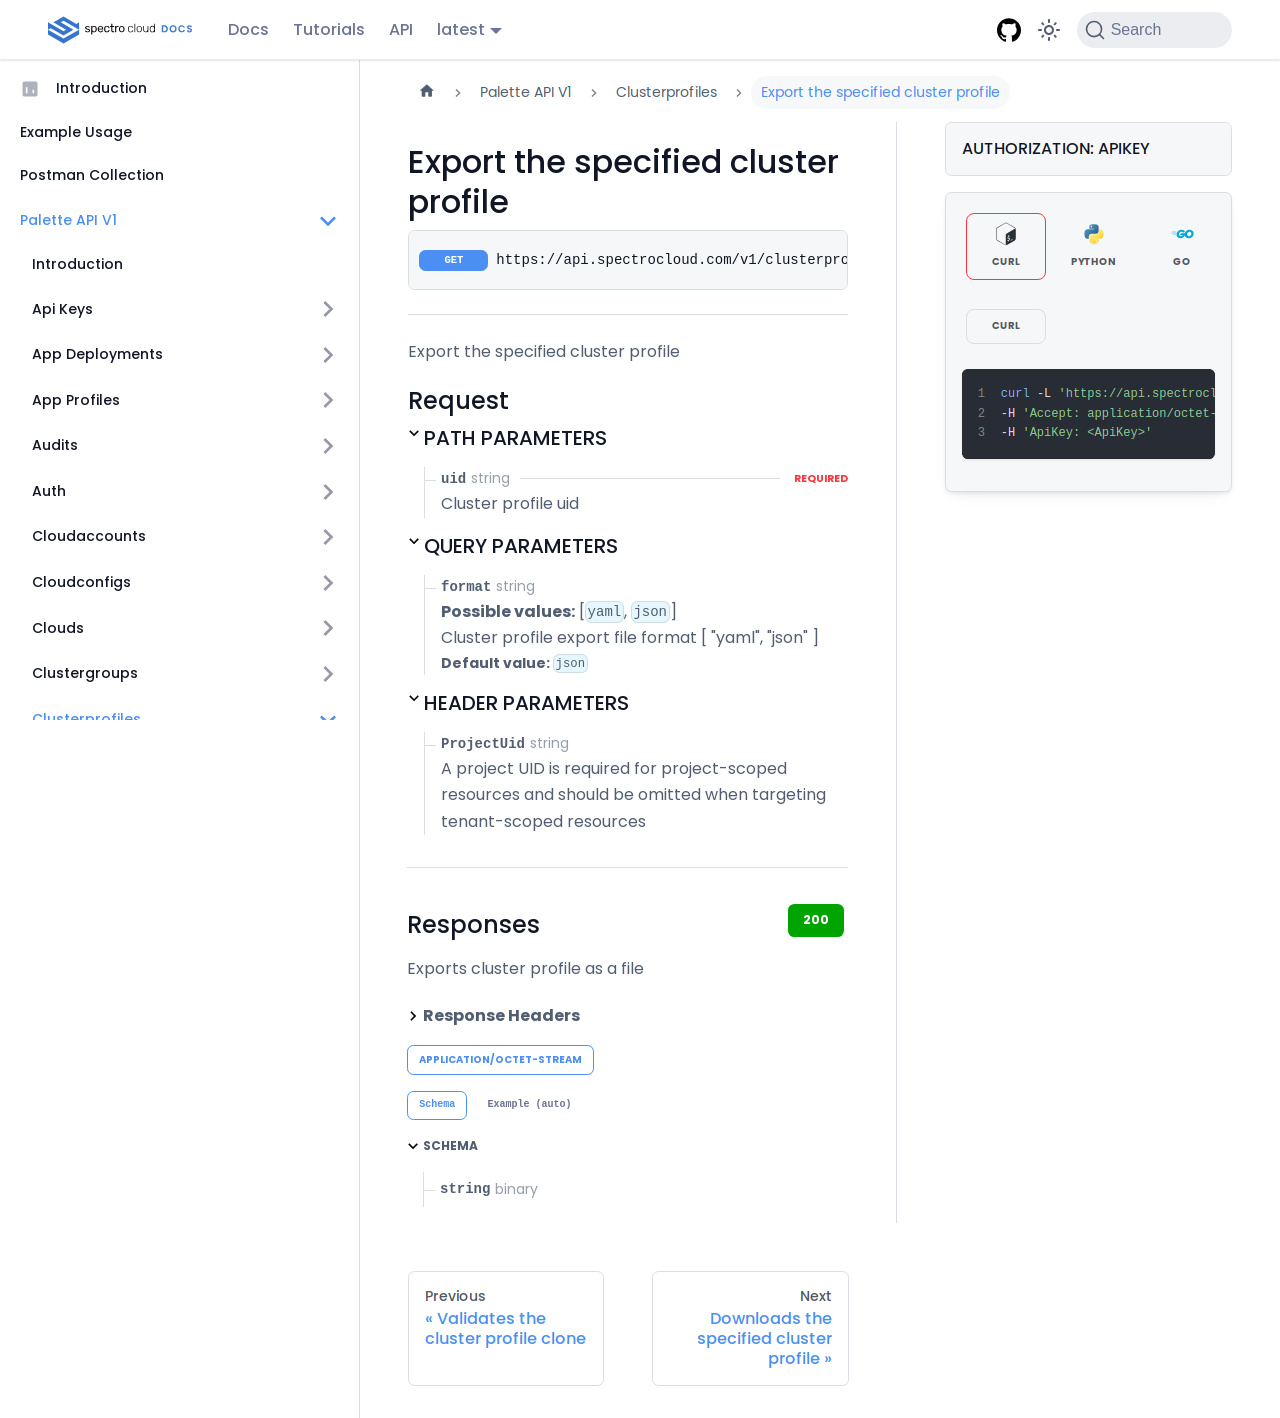 spectro cloud DOCS
Docs
Tutorials
API
latest
Search
Introduction
Example Usage
Postman Collection
Palette API V1
Introduction
Api Keys
App Deployments
App Profiles
Audits
Auth
Cloudaccounts
Cloudconfigs
Clouds
Clustergroups
Clusterprofiles
Palette API V1
Clusterprofiles
Export the specified cluster profile
Export the specified cluster
profile
GET https://api.spectrocloud.com/v1/clusterpro
Export the specified cluster profile
Request
PATH PARAMETERS
uid string REQUIRED
Cluster profile uid
QUERY PARAMETERS
format string
Possible values: [yaml, json]
Cluster profile export file format [ "yaml", "json" ]
Default value: json
HEADER PARAMETERS
ProjectUid string
A project UID is required for project-scoped
resources and should be omitted when targeting
tenant-scoped resources
Responses
200
Exports cluster profile as a file
Response Headers
APPLICATION/OCTET-STREAM
Schema
Example (auto)
SCHEMA
string binary
Previous
« Validates the
cluster profile clone
Next
Downloads the
specified cluster
profile »
AUTHORIZATION: APIKEY
CURL
PYTHON
GO
CURL
1 curl -L 'https://api.spectrocl
2 -H 'Accept: application/octet-
3 -H 'ApiKey: <ApiKey>'